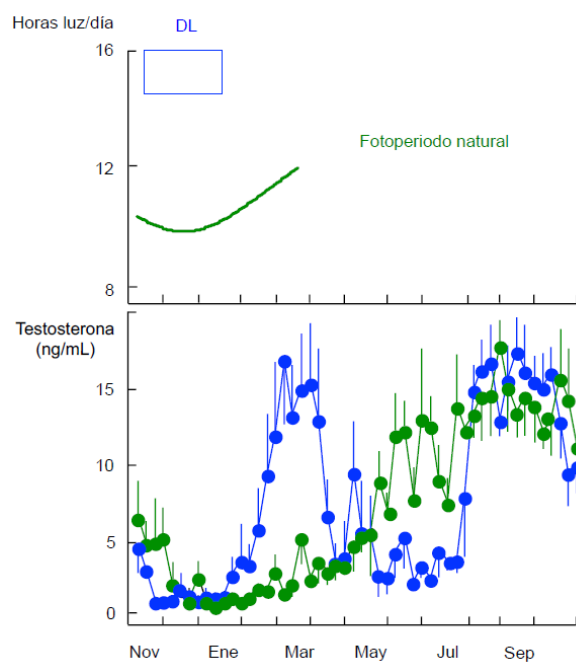 Horas luz/día
DL
16
Fotoperiodo natural
12
8
Testosterona
(ng/mL)
15
10
5
0
Nov Ene Mar May Jul Sep